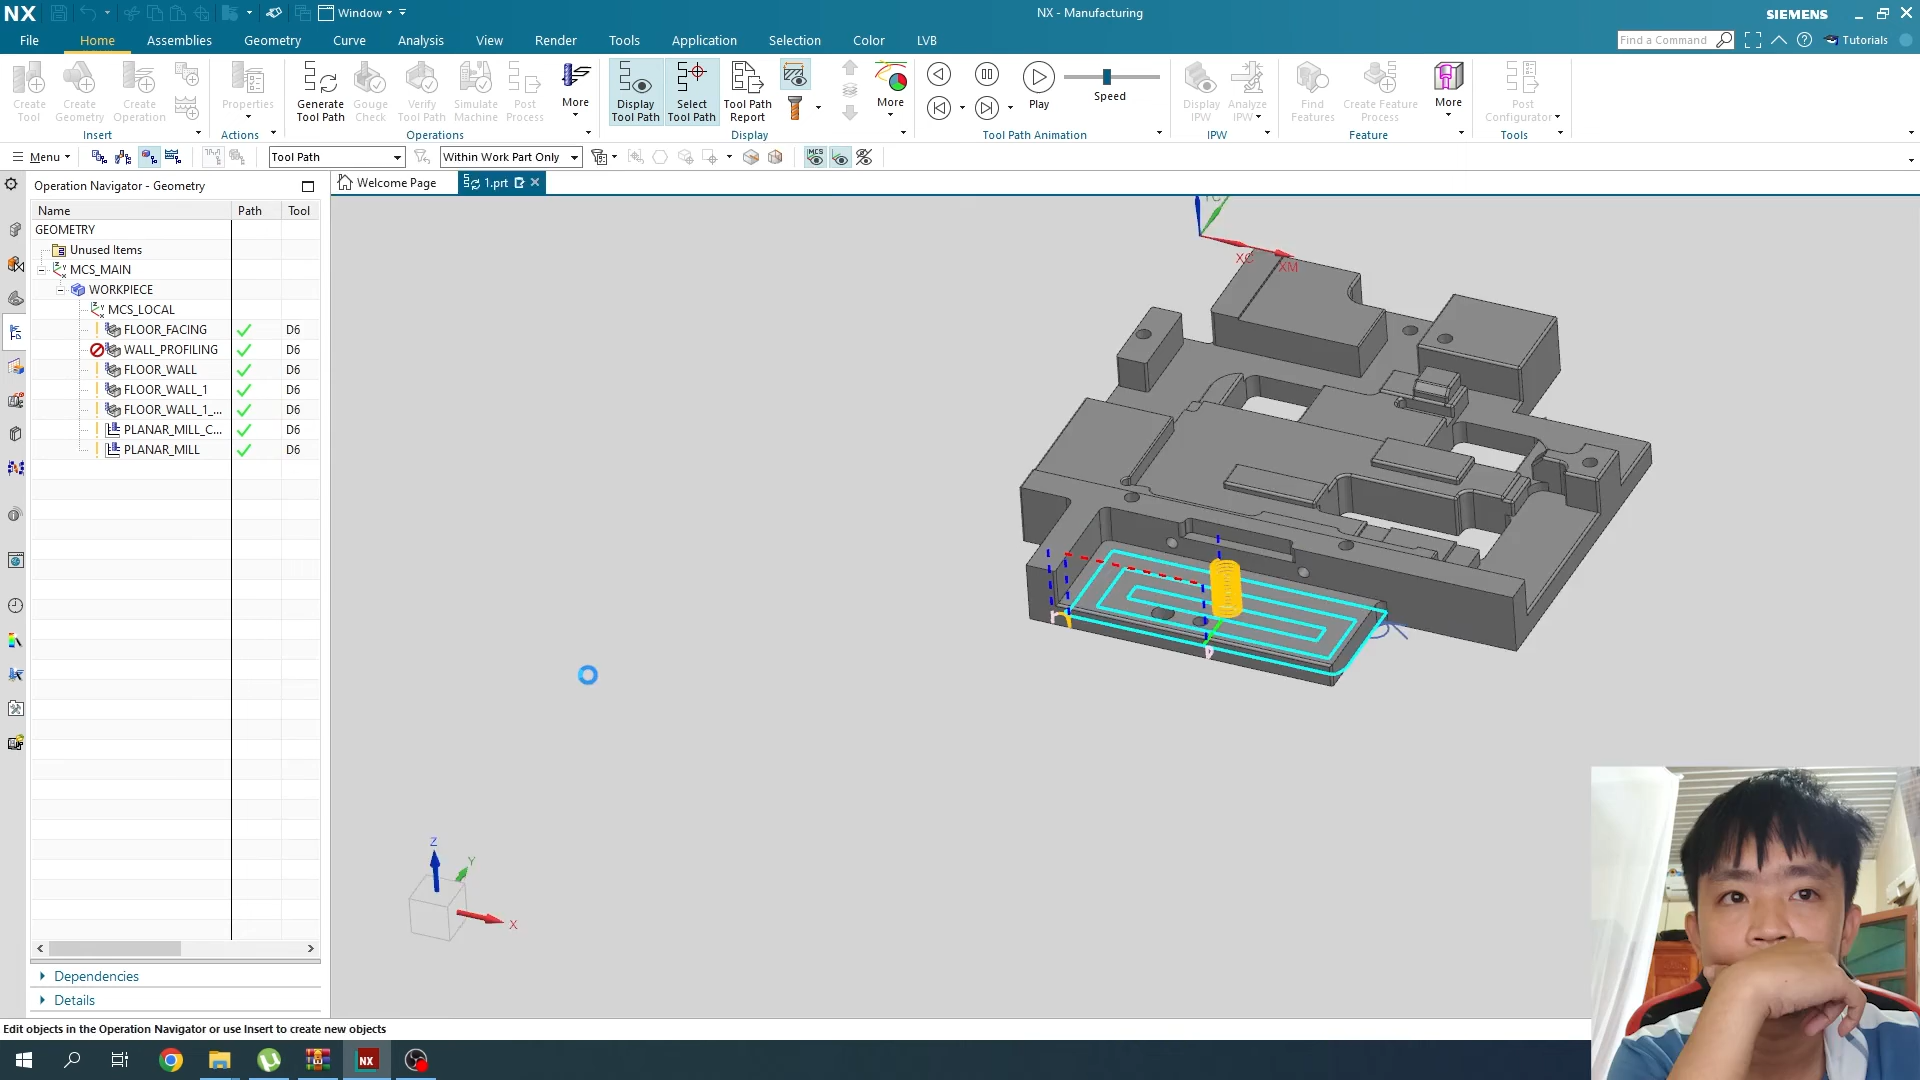 NX
Window
NX - Manufacturing
SIEMENS
File
Home
Assemblies
Geometry
Curve
Analysis
View
Render
Tools
Application
Selection
Color
LVB
Find a Command
Tutorials
Create Tool
Create Geometry
Create Operation
Properties
Generate Tool Path
Gouge Check
Verify Tool Path
Simulate Machine
Post Process
More
Display Tool Path
Select Tool Path
Tool Path Report
More
Play
Speed
Display IPW
Analyze IPW
Find Features
Create Feature Process
More
Post Configurator
Insert
Actions
Operations
Display
Tool Path Animation
IPW
Feature
Tools
Menu
Tool Path
Within Work Part Only
MCS
Operation Navigator - Geometry
Welcome Page
1.prt
Name
Path
Tool
GEOMETRY
Unused Items
MCS_MAIN
WORKPIECE
MCS_LOCAL
FLOOR_FACING
D6
WALL_PROFILING
D6
FLOOR_WALL
D6
FLOOR_WALL_1
D6
FLOOR_WALL_1_...
D6
PLANAR_MILL_C...
D6
PLANAR_MILL
D6
YC
XC
XM
P
Z
Y
X
Dependencies
Details
Edit objects in the Operation Navigator or use Insert to create new objects
NX